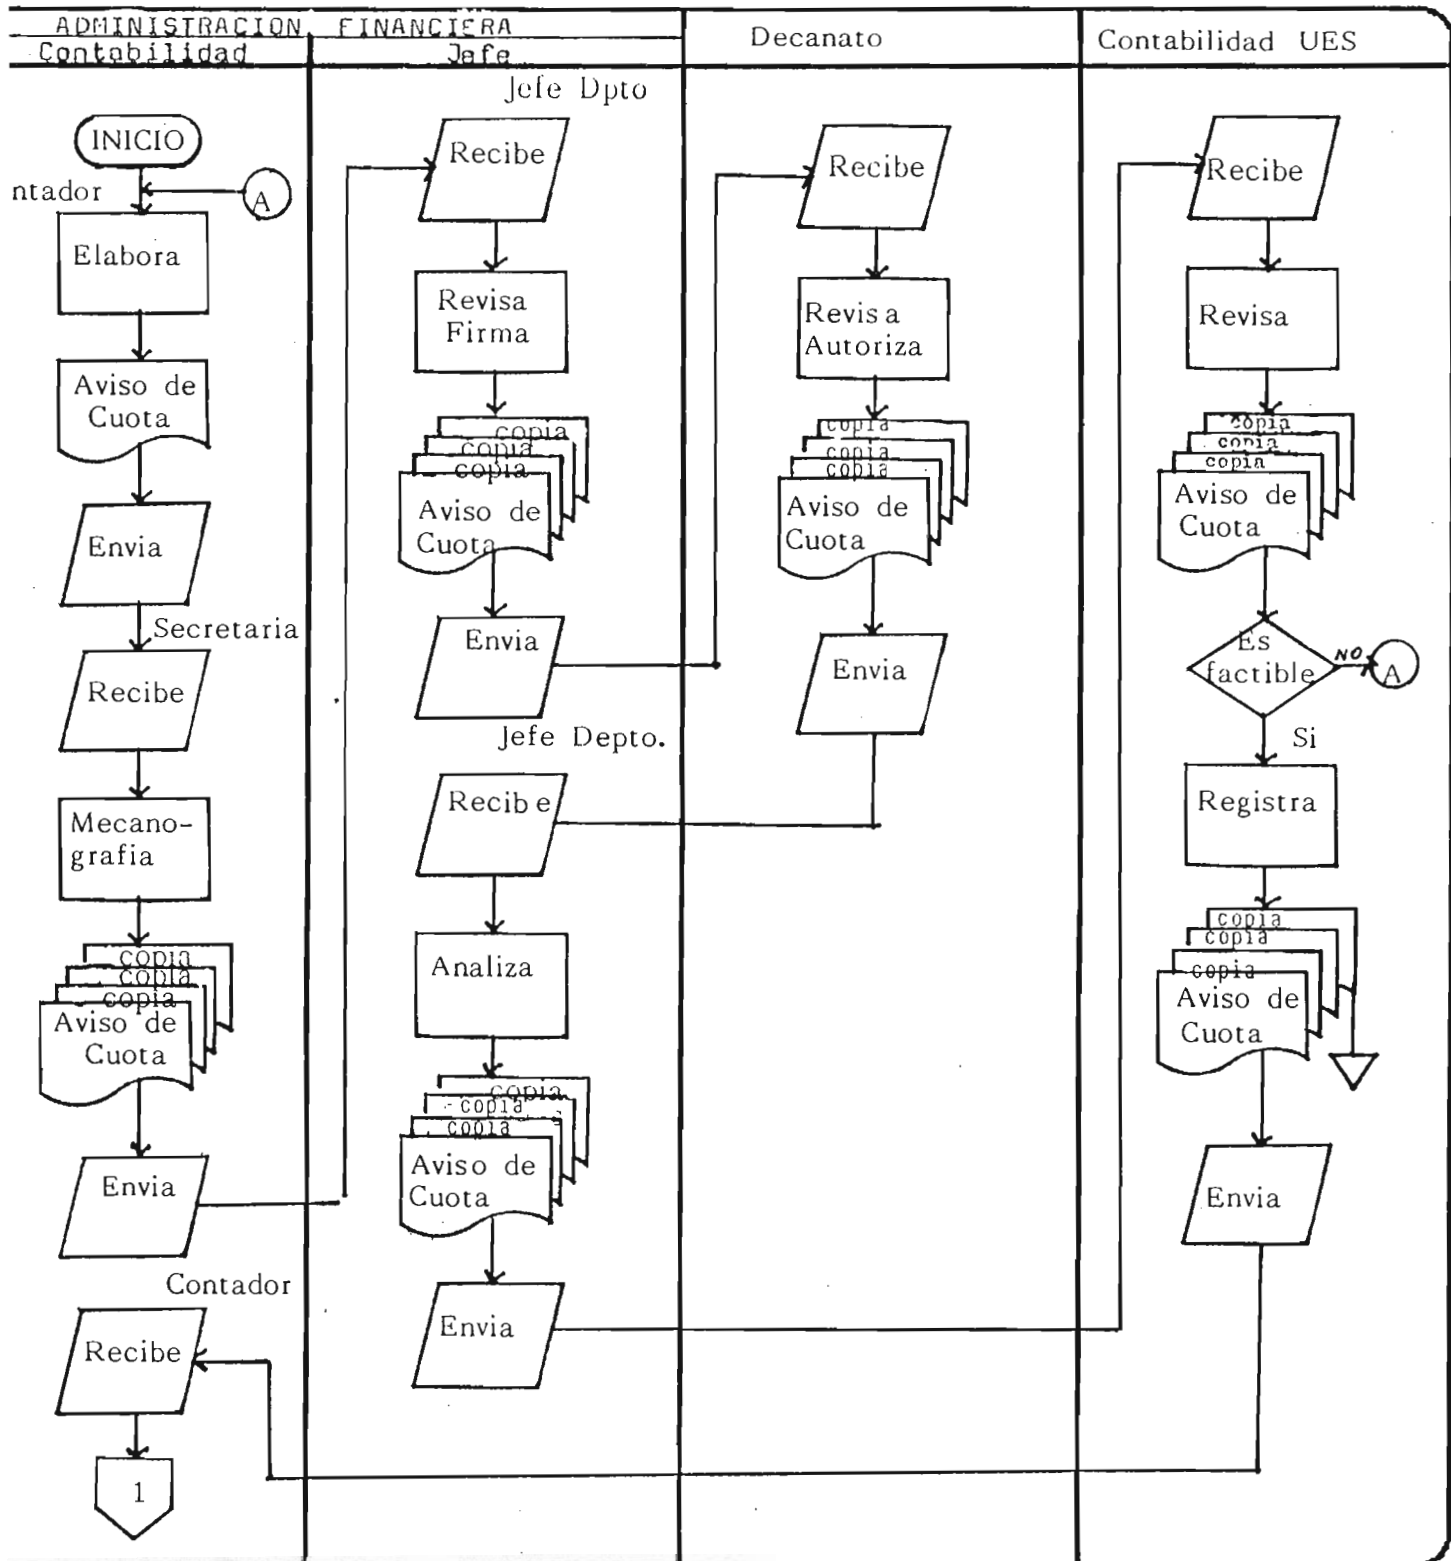 ADMINISTRACION FINANCIERA
Contabilidad
Jefe
Decanato
Contabilidad UES
INICIO
A
ntador
Elabora
Aviso de
Cuota
Envia
Secretaria
Recibe
Mecano-
grafia
copia
copia
copia
Aviso de
Cuota
Envia
Contador
Recibe
1
Jefe Dpto
Recibe
Revisa
Firma
copia
copia
copia
Aviso de
Cuota
Envia
Jefe Depto.
Recibe
Analiza
copia
copia
copia
Aviso de
Cuota
Envia
Recibe
Revisa
Autoriza
copia
copia
copia
Aviso de
Cuota
Envia
Recibe
Revisa
copia
copia
copia
Aviso de
Cuota
Es
factible
NO
A
Si
Registra
copia
copia
copia
Aviso de
Cuota
Envia